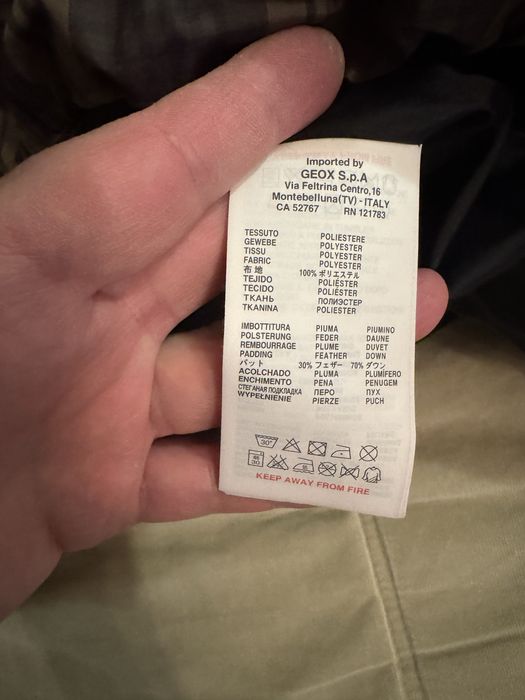 Imported by
GEOX S.p.A
Via Feltrina Centro,16
Montebelluna(TV) - ITALY
CA 52767 RN 121783
TESSUTO POLIESTERE
GEWEBE POLYESTER
TISSU POLYESTER
FABRIC POLYESTER
布 地 100% ポリエステル
TEJIDO POLIÉSTER
TECIDO POLIÉSTER
ТКАНЬ ПОЛИЭСТЕР
TKANINA POLIESTER
IMBOTTITURA PIUMA PIUMINO
POLSTERUNG FEDER DAUNE
REMBOURRAGE PLUME DUVET
PADDING FEATHER DOWN
パット 30% フェザー 70% ダウン
ACOLCHADO PLUMA PLUMÍFERO
ENCHIMENTO PENA PENUGEM
СТЕГАНАЯ ПОДКЛАДКА ПЕРО ПУХ
WYPEŁNIENIE PIERZE PUCH
30°
30
KEEP AWAY FROM FIRE